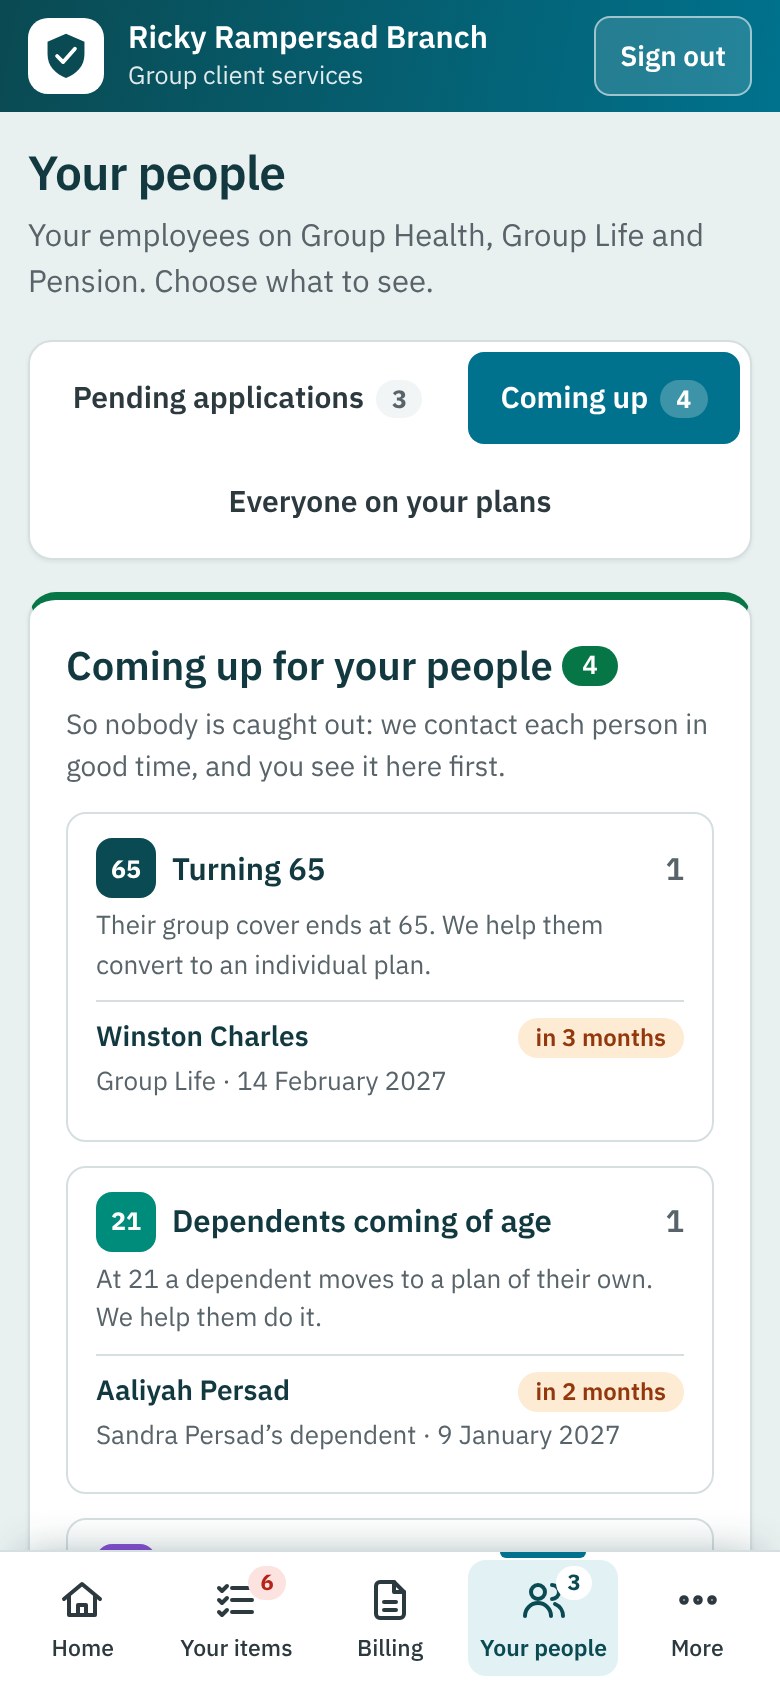 Ricky Rampersad Branch
Group client services
Sign out
Your people
Your employees on Group Health, Group Life and
Pension. Choose what to see.
Pending applications 3
Coming up 4
Everyone on your plans
Coming up for your people 4
So nobody is caught out: we contact each person in
good time, and you see it here first.
65 Turning 65 1
Their group cover ends at 65. We help them
convert to an individual plan.
Winston Charles in 3 months
Group Life · 14 February 2027
21 Dependents coming of age 1
At 21 a dependent moves to a plan of their own.
We help them do it.
Aaliyah Persad in 2 months
Sandra Persad’s dependent · 9 January 2027
6
3
Home
Your items
Billing
Your people
More